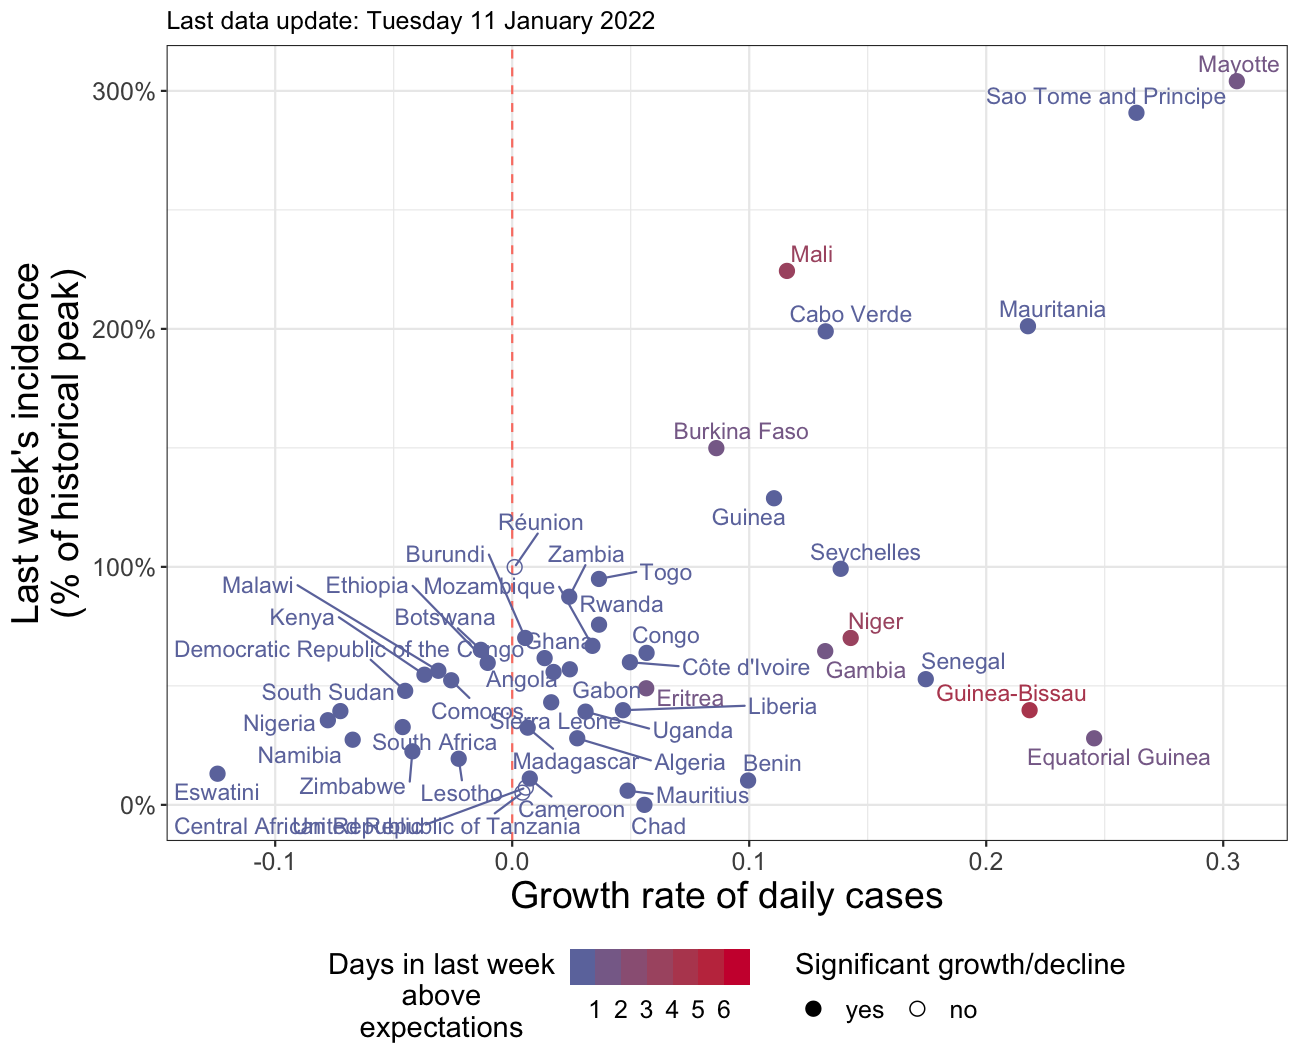 Last data update: Tuesday 11 January 2022
Last week's incidence
(% of historical peak)
300%
200%
100%
0%
Mayotte
Sao Tome and Principe
Mali
Cabo Verde
Mauritania
Burkina Faso
Guinea
Réunion
Burundi
Zambia
Seychelles
Togo
Malawi
Ethiopia
Mozambique
Rwanda
Kenya
Botswana
Niger
Ghana
Congo
Democratic Republic of the Congo
Côte d'Ivoire
Gambia
Senegal
Angola
South Sudan
Gabon
Eritrea
Guinea-Bissau
Liberia
Comoros
Sierra Leone
Nigeria
Uganda
South Africa
Namibia
Madagascar
Algeria
Benin
Equatorial Guinea
Zimbabwe
Eswatini
Lesotho
Mauritius
Cameroon
Central African Republic
United Republic of Tanzania
Chad
-0.1
0.0
0.1
0.2
0.3
Growth rate of daily cases
Days in last week
above
expectations
1 2 3 4 5 6
Significant growth/decline
yes
no